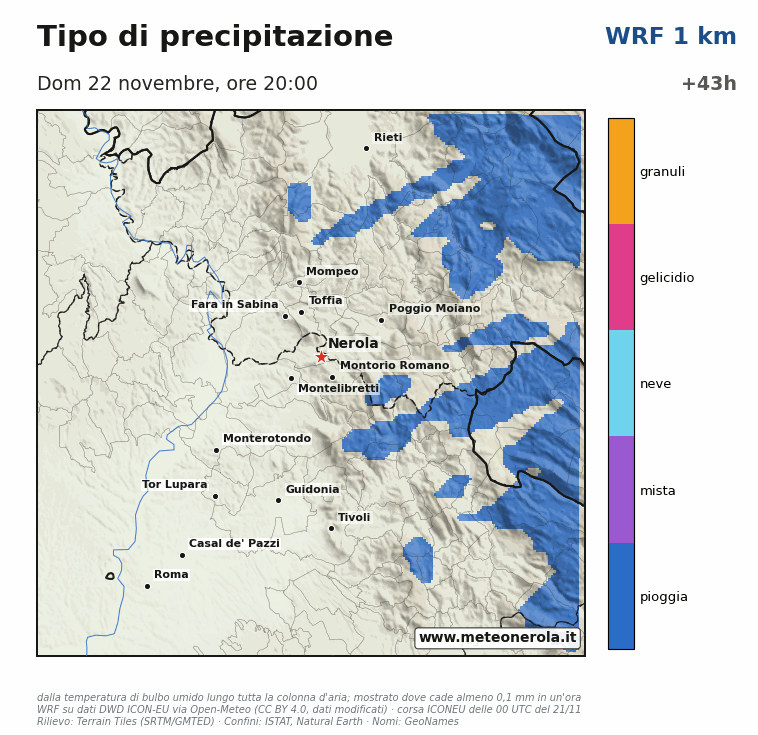 Tipo di precipitazione
WRF 1 km
Dom 22 novembre, ore 20:00
+43h
Rieti
Mompeo
Fara in Sabina
Toffia
Poggio Moiano
Nerola
Montorio Romano
Montelibretti
Monterotondo
Tor Lupara
Guidonia
Tivoli
Casal de' Pazzi
Roma
www.meteonerola.it
granuli
gelicidio
neve
mista
pioggia
dalla temperatura di bulbo umido lungo tutta la colonna d'aria; mostrato dove cade almeno 0,1 mm in un'ora
WRF su dati DWD ICON-EU via Open-Meteo (CC BY 4.0, dati modificati) · corsa ICONEU delle 00 UTC del 21/11
Rilievo: Terrain Tiles (SRTM/GMTED) · Confini: ISTAT, Natural Earth · Nomi: GeoNames